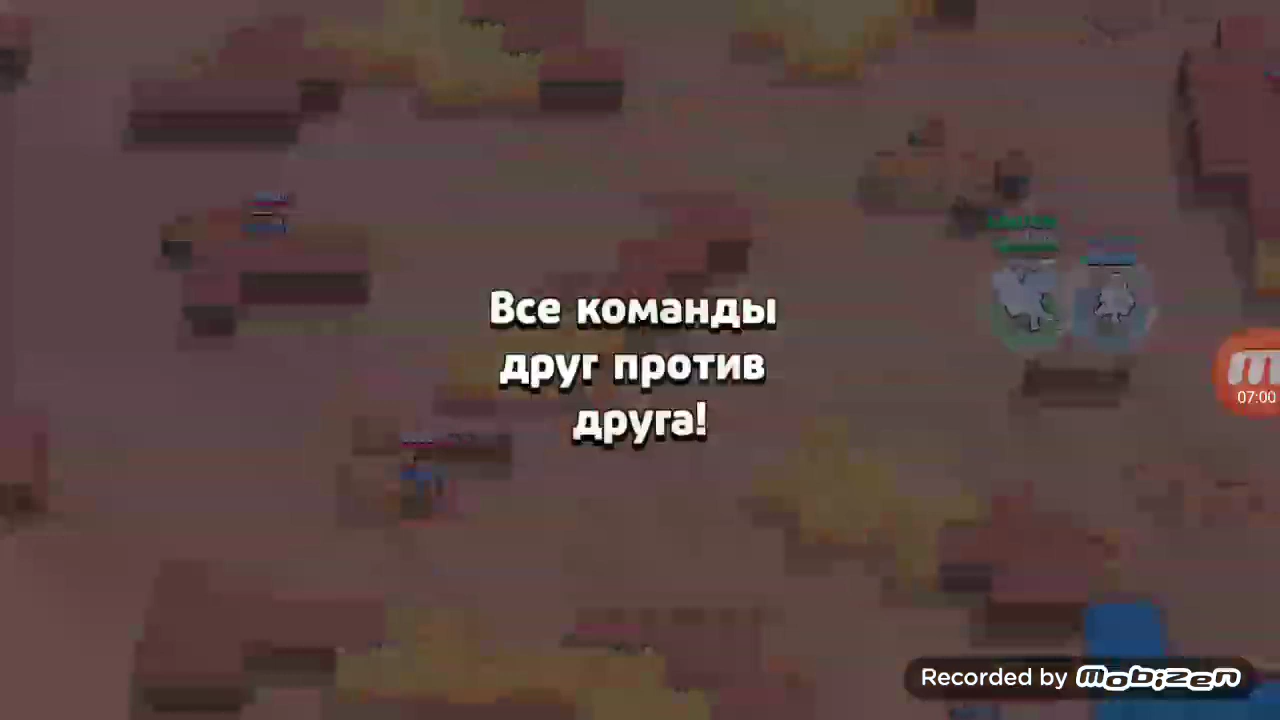 Все команды
друг против
друга!
07:00
Recorded by Mobizen